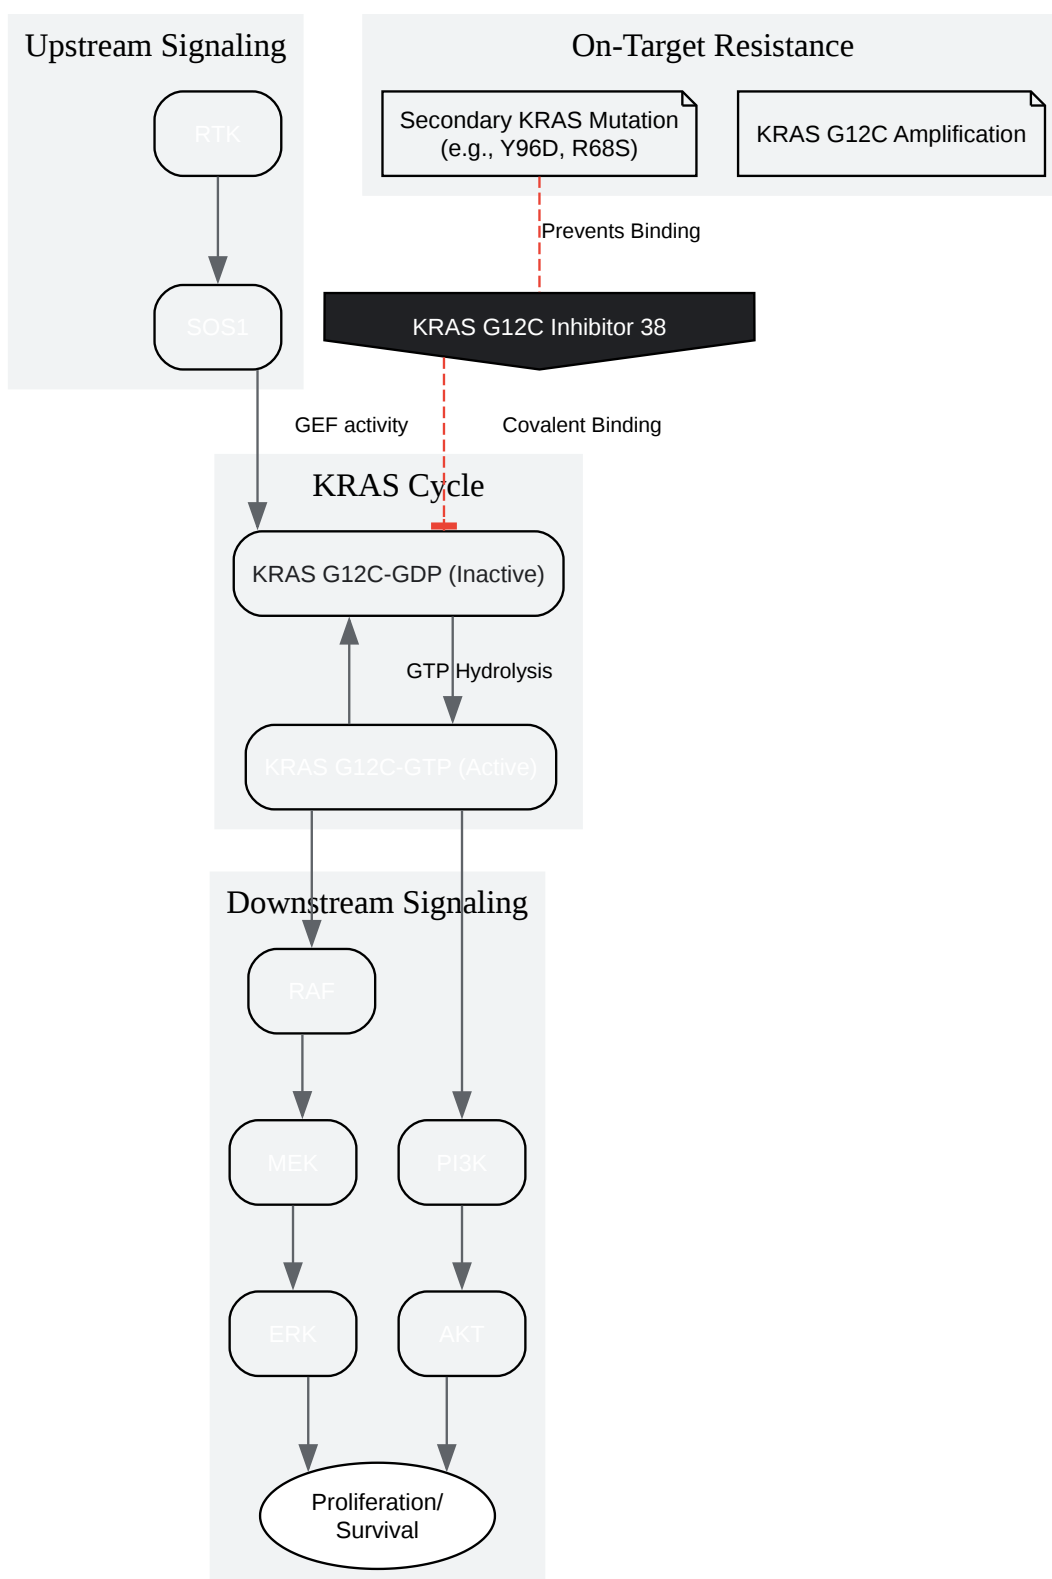 Upstream Signaling
On-Target Resistance
RTK
Secondary KRAS Mutation
(e.g., Y96D, R68S)
KRAS G12C Amplification
Prevents Binding
SOS1
KRAS G12C Inhibitor 38
GEF activity
Covalent Binding
KRAS Cycle
KRAS G12C-GDP (Inactive)
GTP Hydrolysis
KRAS G12C-GTP (Active)
Downstream Signaling
RAF
MEK
PI3K
ERK
AKT
Proliferation/
Survival